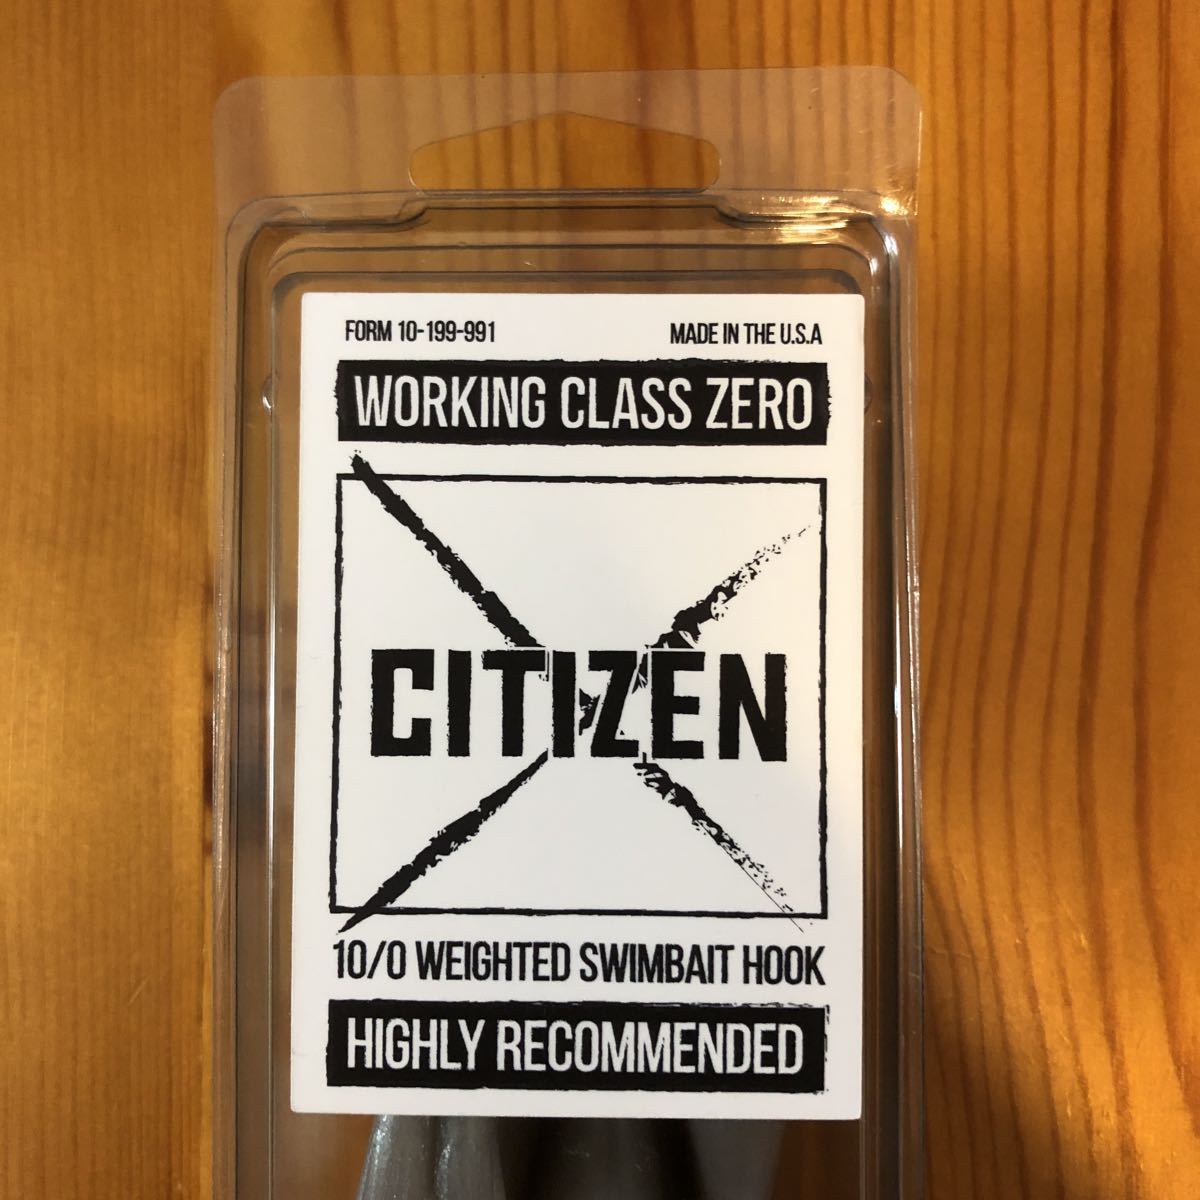 FORM 10-199-991 MADE IN THE U.S.A
WORKING CLASS ZERO
CITIZEN
10/0 WEIGHTED SWIMBAIT HOOK
HIGHLY RECOMMENDED